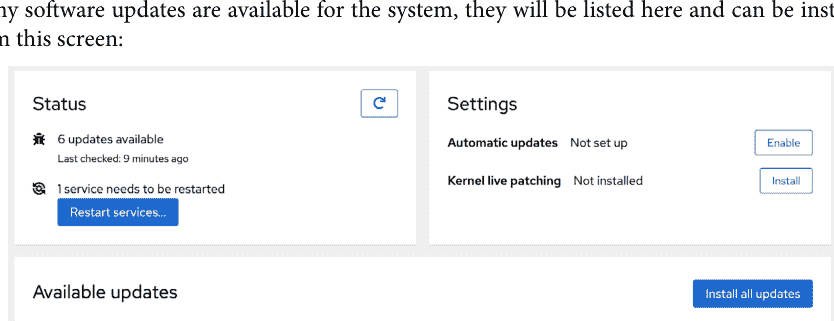 ny software updates are available for the system, they will be listed here and can be inst
m this screen:
Status
6 updates available
Last checked: 9 minutes ago
1 service needs to be restarted
Restart services...
Settings
Automatic updates Not set up Enable
Kernel live patching Not installed Install
Available updates
Install all updates